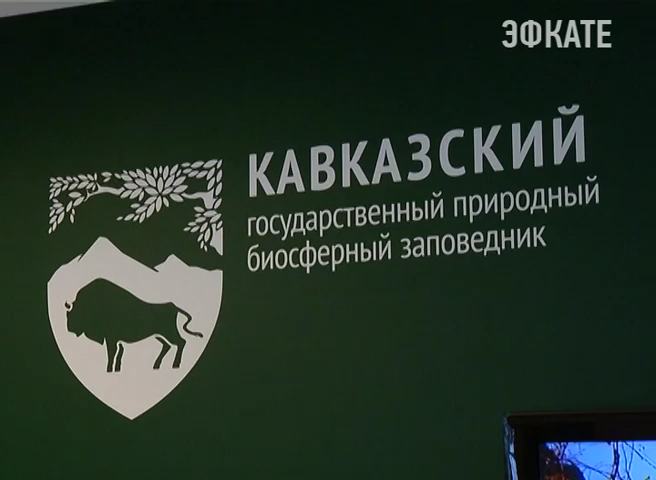 ЭФКАТЕ
КАВКАЗСКИЙ
государственный природный
биосферный заповедник